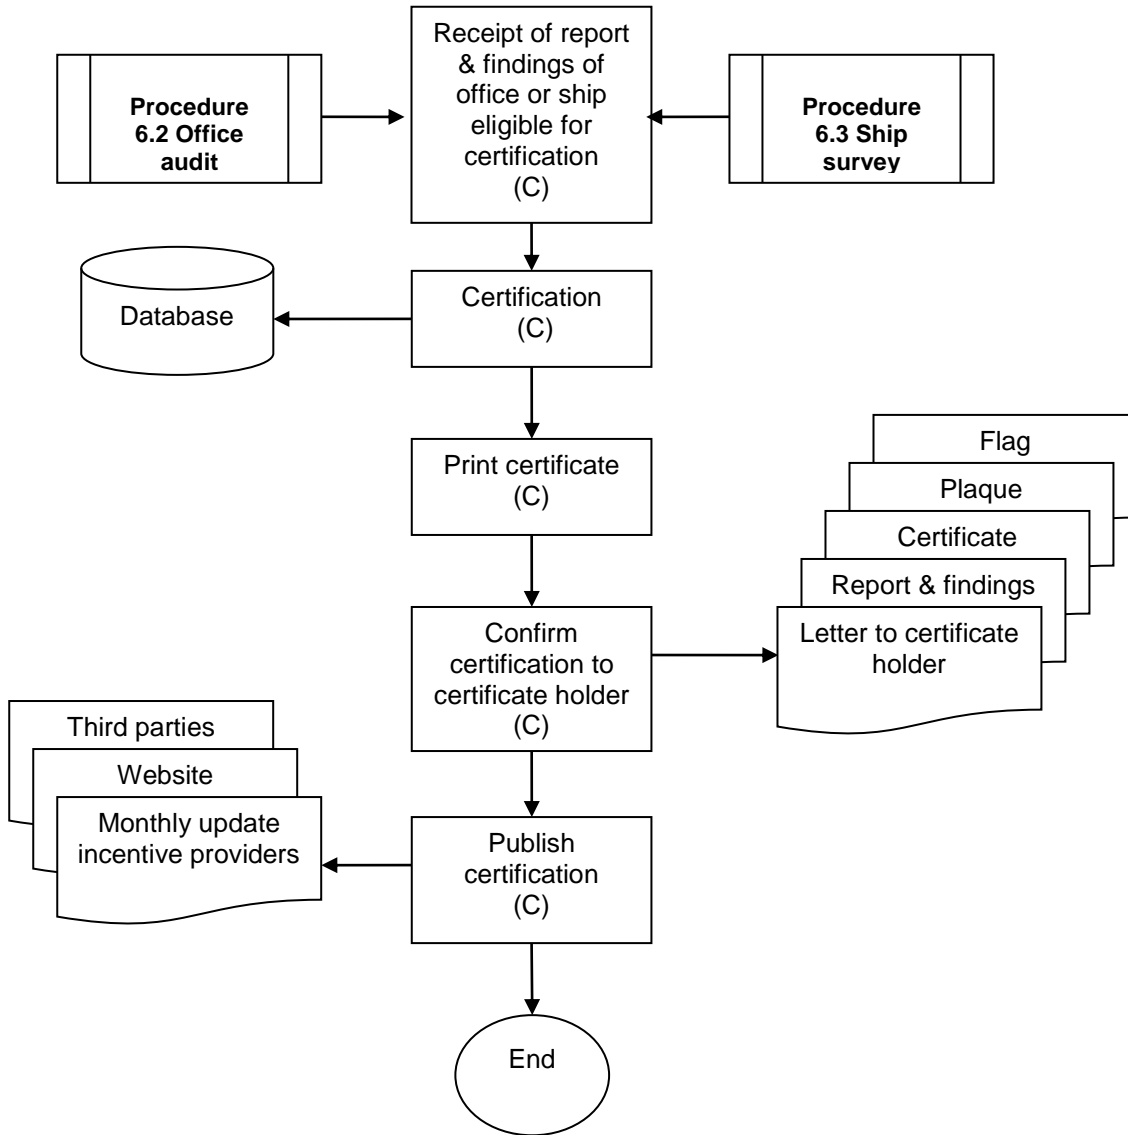 Receipt of report
& findings of
office or ship
eligible for
certification
(C)
Procedure
6.2 Office
audit
Procedure
6.3 Ship
survey
Certification
(C)
Database
Print certificate
(C)
Flag
Plaque
Certificate
Report & findings
Letter to certificate
holder
Confirm
certification to
certificate holder
(C)
Third parties
Website
Monthly update
incentive providers
Publish
certification
(C)
End